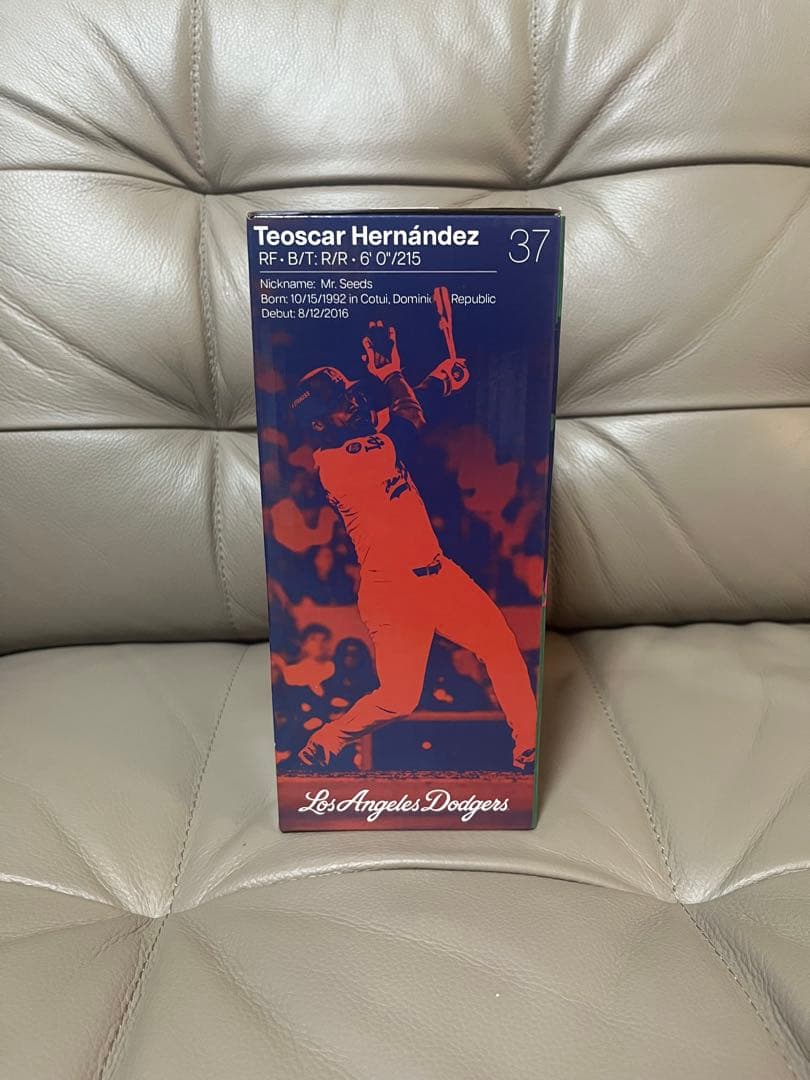 Teoscar Hernández 37
RF • B/T: R/R • 6' 0"/215
Nickname: Mr. Seeds
Born: 10/15/1992 in Cotui, Domini Republic
Debut: 8/12/2016
Los Angeles Dodgers